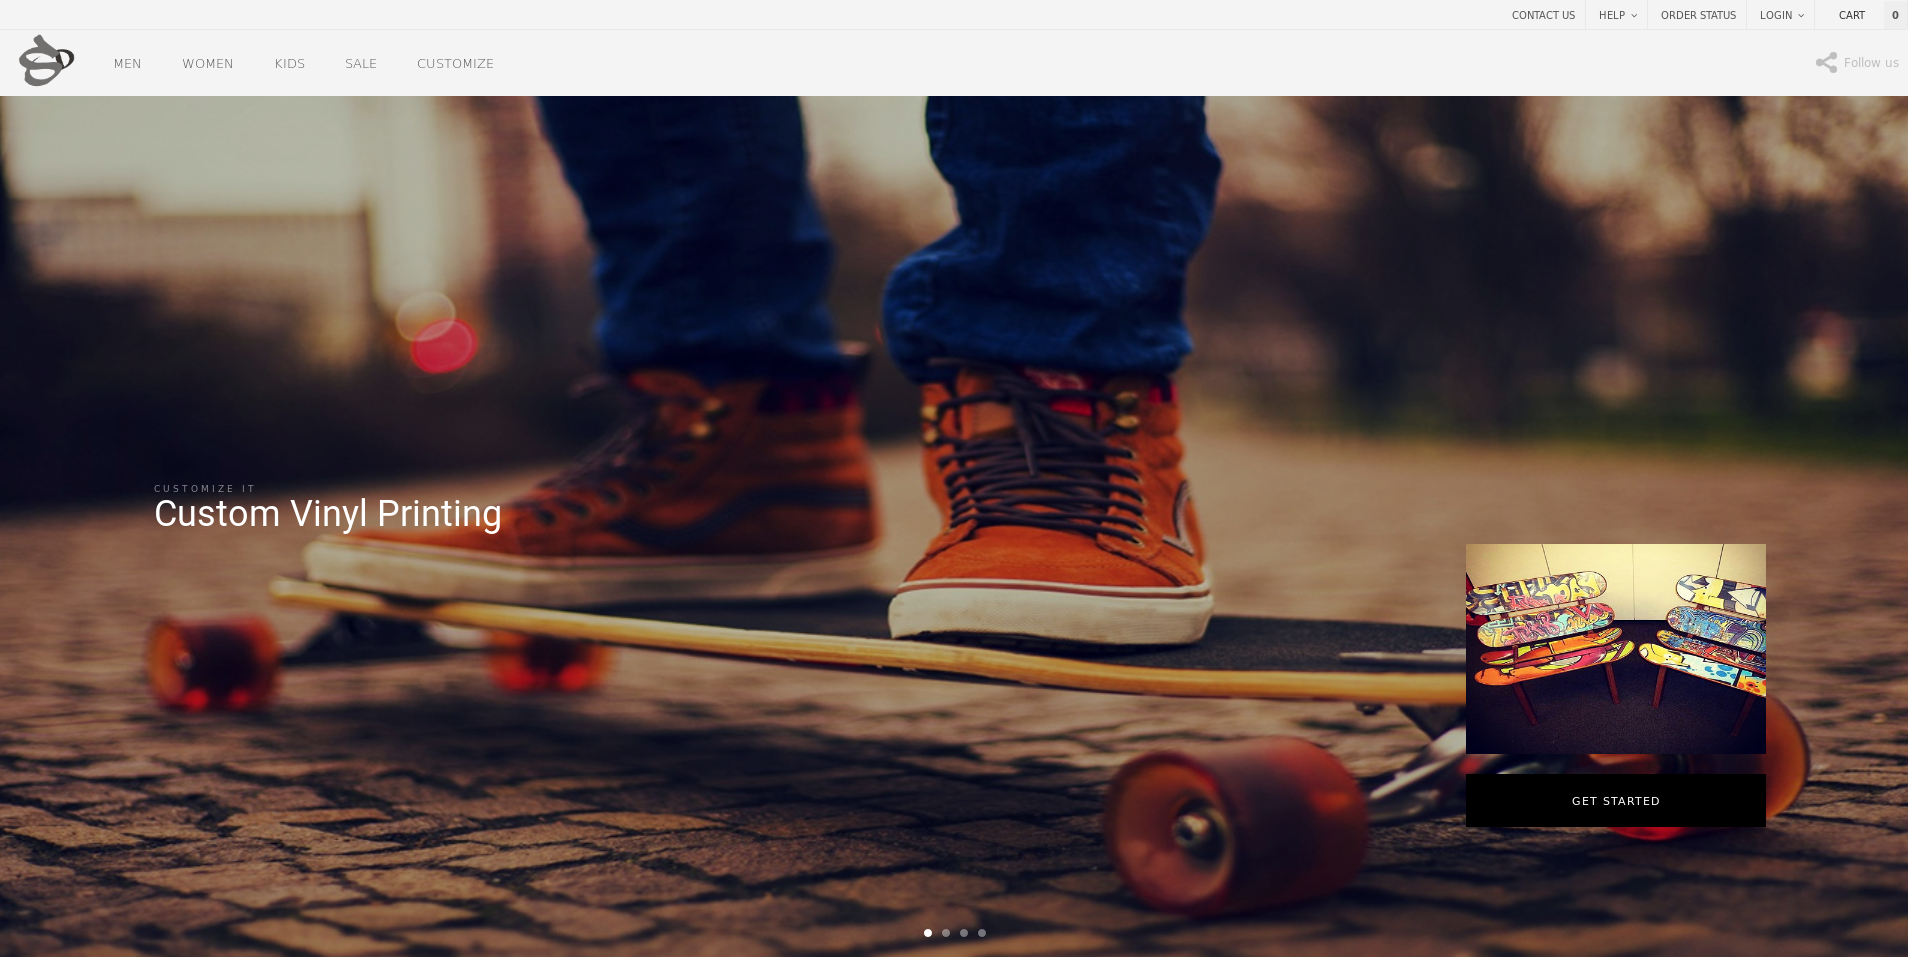 CONTACT US
HELP
ORDER STATUS
LOGIN
CART
0
MEN
WOMEN
KIDS
SALE
CUSTOMIZE
Follow us
CUSTOMIZE IT
Custom Vinyl Printing
GET STARTED